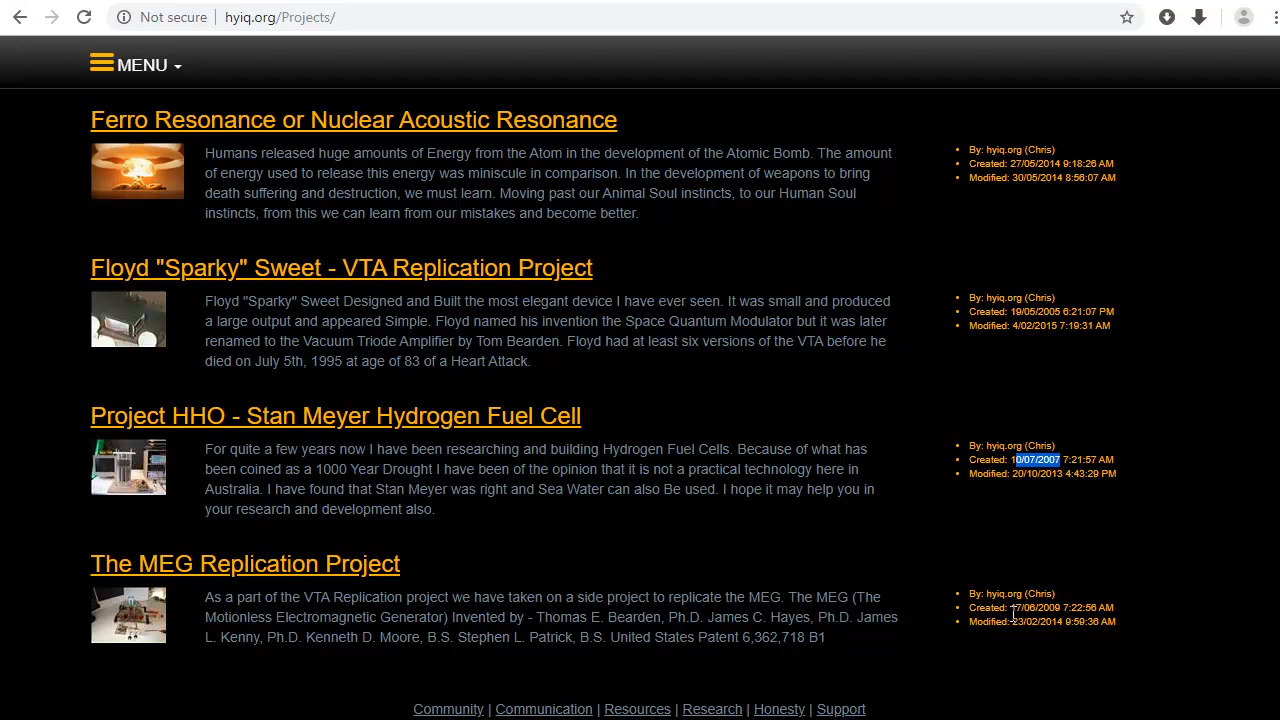 Not secure | hyiq.org/Projects/
MENU
Ferro Resonance or Nuclear Acoustic Resonance
Humans released huge amounts of Energy from the Atom in the development of the Atomic Bomb. The amount
of energy used to release this energy was miniscule in comparison. In the development of weapons to bring
death suffering and destruction, we must learn. Moving past our Animal Soul instincts, to our Human Soul
instincts, from this we can learn from our mistakes and become better.
• By: hyiq.org (Chris)
• Created: 27/05/2014 9:18:26 AM
• Modified: 30/05/2014 8:56:07 AM
Floyd "Sparky" Sweet - VTA Replication Project
Floyd "Sparky" Sweet Designed and Built the most elegant device I have ever seen. It was small and produced
a large output and appeared Simple. Floyd named his invention the Space Quantum Modulator but it was later
renamed to the Vacuum Triode Amplifier by Tom Bearden. Floyd had at least six versions of the VTA before he
died on July 5th, 1995 at age of 83 of a Heart Attack.
• By: hyiq.org (Chris)
• Created: 19/05/2005 6:21:07 PM
• Modified: 4/02/2015 7:19:31 AM
Project HHO - Stan Meyer Hydrogen Fuel Cell
For quite a few years now I have been researching and building Hydrogen Fuel Cells. Because of what has
been coined as a 1000 Year Drought I have been of the opinion that it is not a practical technology here in
Australia. I have found that Stan Meyer was right and Sea Water can also Be used. I hope it may help you in
your research and development also.
• By: hyiq.org (Chris)
• Created: 10/07/2007 7:21:57 AM
• Modified: 20/10/2013 4:43:29 PM
The MEG Replication Project
As a part of the VTA Replication project we have taken on a side project to replicate the MEG. The MEG (The
Motionless Electromagnetic Generator) Invented by - Thomas E. Bearden, Ph.D. James C. Hayes, Ph.D. James
L. Kenny, Ph.D. Kenneth D. Moore, B.S. Stephen L. Patrick, B.S. United States Patent 6,362,718 B1
• By: hyiq.org (Chris)
• Created: 17/06/2009 7:22:56 AM
• Modified: 23/02/2014 9:59:36 AM
Community | Communication | Resources | Research | Honesty | Support